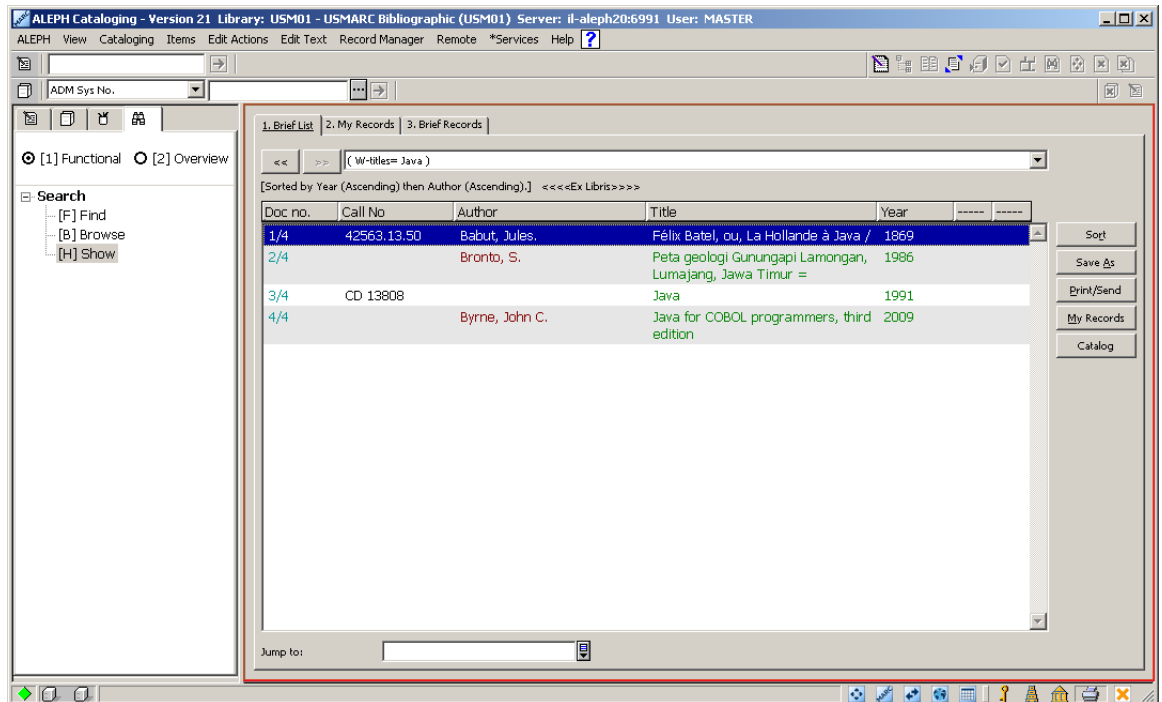 ALEPH Cataloging - Version 21 Library: USM01 - USMARC Bibliographic (USM01) Server: il-aleph20:6991 User: MASTER
ALEPH View Cataloging Items Edit Actions Edit Text Record Manager Remote *Services Help ?
ADM Sys No.
[1] Functional [2] Overview
Search
[F] Find
[B] Browse
[H] Show
1. Brief List 2. My Records 3. Brief Records
<< >> ( W-titles= Java )
[Sorted by Year (Ascending) then Author (Ascending).] <<<<Ex Libris>>>>
Doc no. Call No Author Title Year ----- -----
1/4 42563.13.50 Babut, Jules. Félix Batel, ou, La Hollande à Java / 1869
2/4 Bronto, S. Peta geologi Gunungapi Lamongan, 1986
Lumajang, Jawa Timur =
3/4 CD 13808 Java 1991
4/4 Byrne, John C. Java for COBOL programmers, third 2009
edition
Sort
Save As
Print/Send
My Records
Catalog
Jump to: